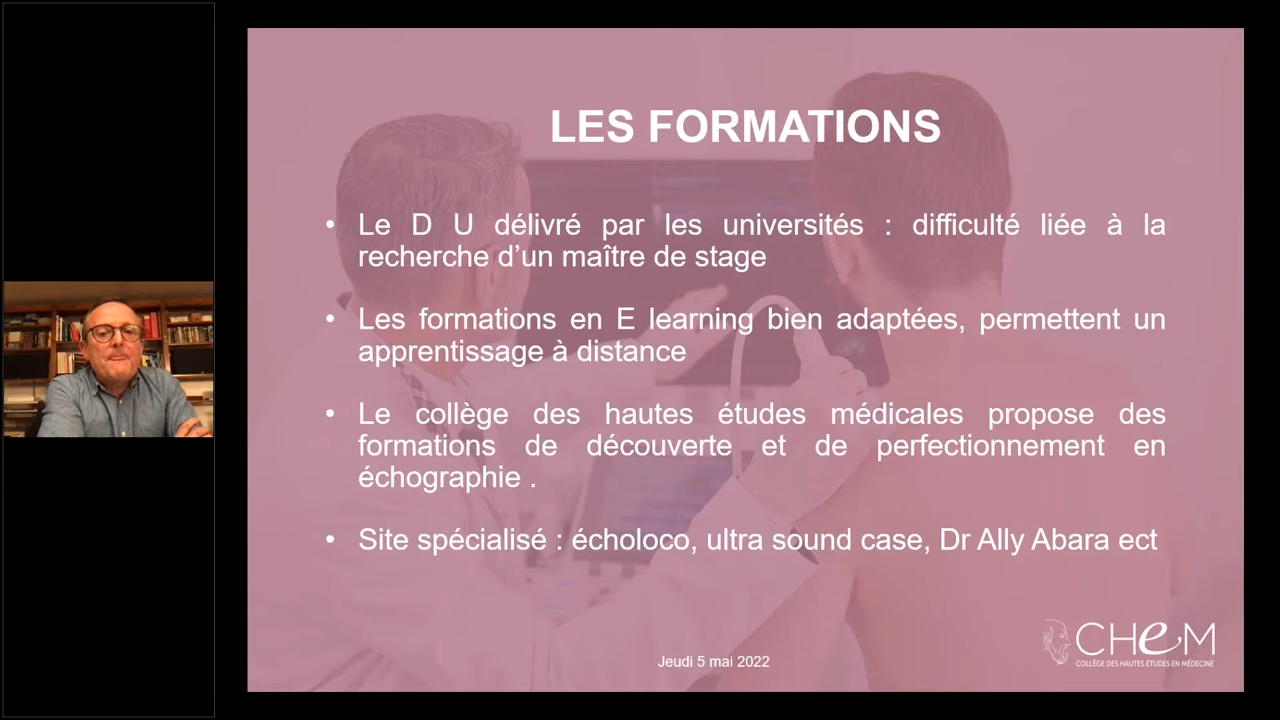 LES FORMATIONS
• Le D U délivré par les universités : difficulté liée à la
recherche d’un maître de stage
• Les formations en E learning bien adaptées, permettent un
apprentissage à distance
• Le collège des hautes études médicales propose des
formations de découverte et de perfectionnement en
échographie .
• Site spécialisé : écholoco, ultra sound case, Dr Ally Abara ect
Jeudi 5 mai 2022
CHeM
COLLÈGE DES HAUTES ÉTUDES EN MÉDECINE